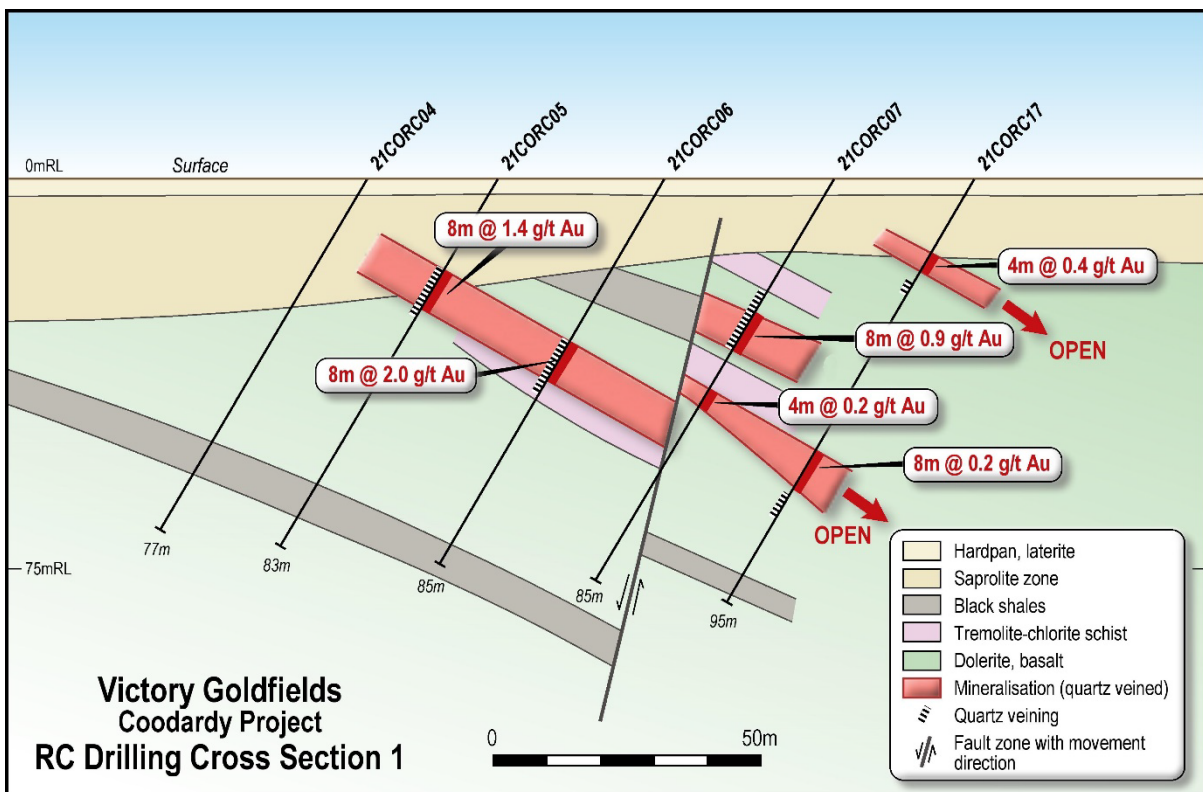 21CORC04
21CORC05
21CORC06
21CORC07
21CORC17
0mRL
Surface
8m @ 1.4 g/t Au
4m @ 0.4 g/t Au
OPEN
8m @ 0.9 g/t Au
8m @ 2.0 g/t Au
4m @ 0.2 g/t Au
8m @ 0.2 g/t Au
OPEN
77m
83m
85m
85m
95m
75mRL
Hardpan, laterite
Saprolite zone
Black shales
Tremolite-chlorite schist
Dolerite, basalt
Mineralisation (quartz veined)
Quartz veining
Fault zone with movement
direction
Victory Goldfields
Coodardy Project
RC Drilling Cross Section 1
0
50m